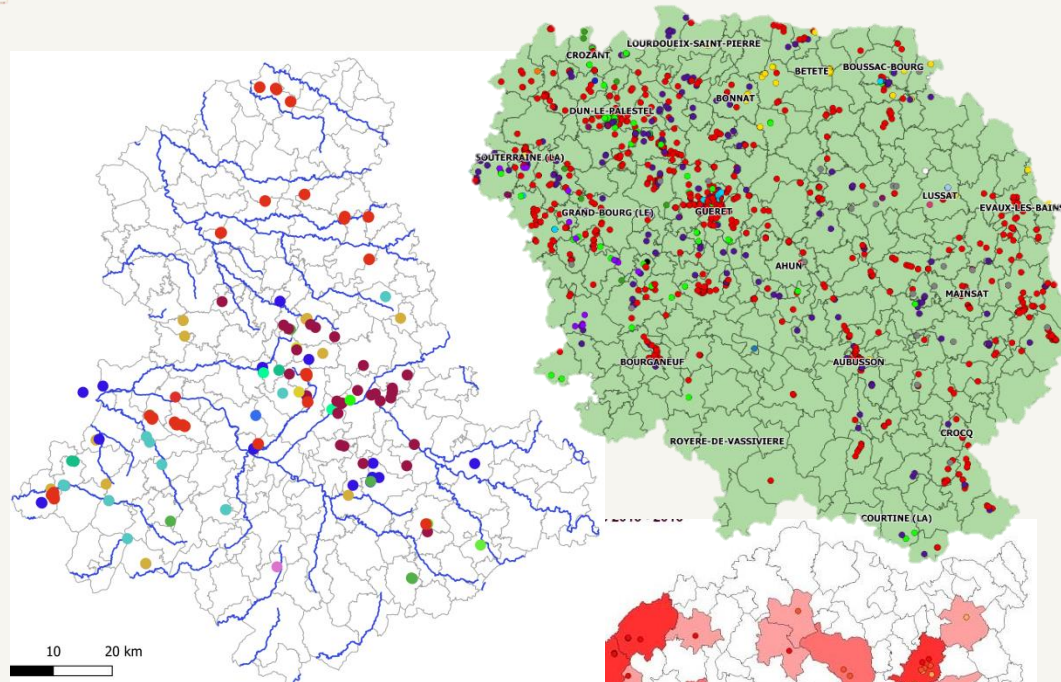 LOURDOUEIX-SAINT-PIERRE
CROZANT
BETETE
BOUSSAC-BOURG
BONNAT
DUN-LE-PALESTEL
SOUTERRAINE (LA)
LUSSAT
EVAUX-LES-BAINS
GRAND-BOURG (LE)
GUERET
AHUN
MAINSAT
BOURGANEUF
AUBUSSON
CROCQ
ROYERE-DE-VASSIVIERE
COURTINE (LA)
10 20 km